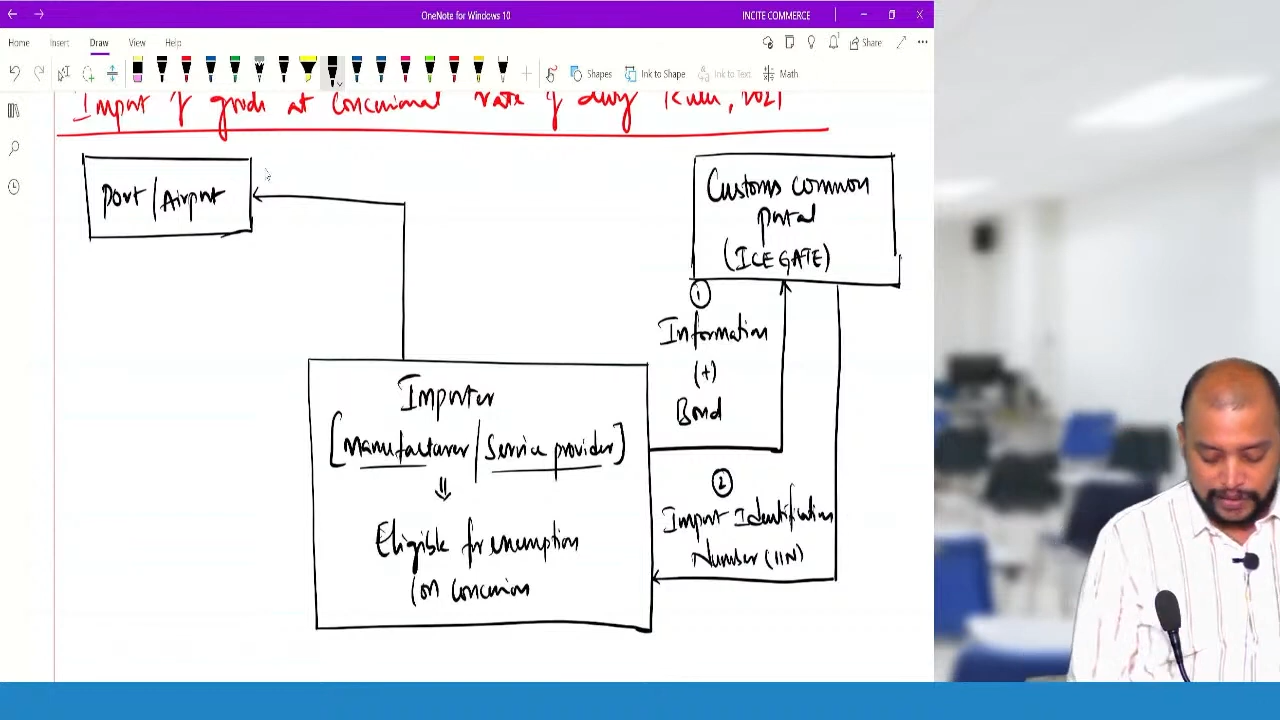 OneNote for Windows 10
INCITE COMMERCE
Home Insert Draw View Help
Share
Shapes Ink to Shape Ink to Text Math
Import of goods at Concessional rate of duty Rules, 2021
Port/Airport
Customs common
portal
(ICEGATE)
1
Information
(+)
Bond
Importer
[Manufacturer/Service provider]
Eligible for exemption
(or concession
2
Import Identification
Number (IIN)